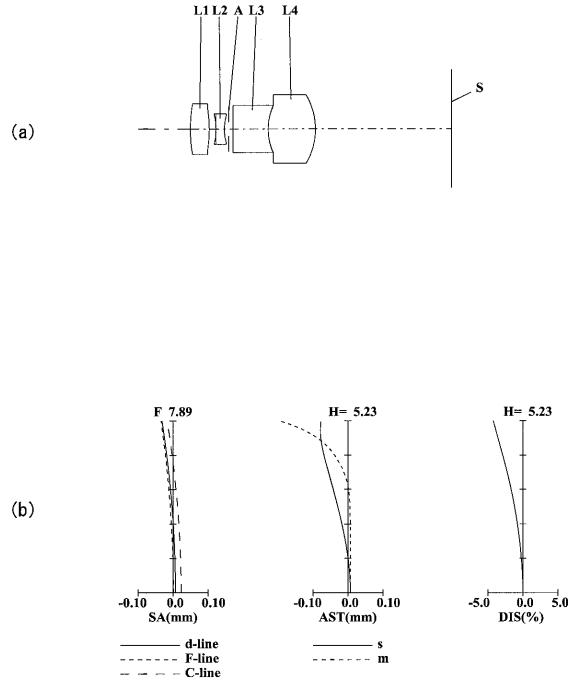 L1 L2 A L3 L4
S
(a)
F 7.89 H= 5.23 H= 5.23
(b)
-0.10 0.0 0.10 -0.10 0.0 0.10 -5.0 0.0 5.0
SA(mm) AST(mm) DIS(%)
d-line s
F-line m
C-line